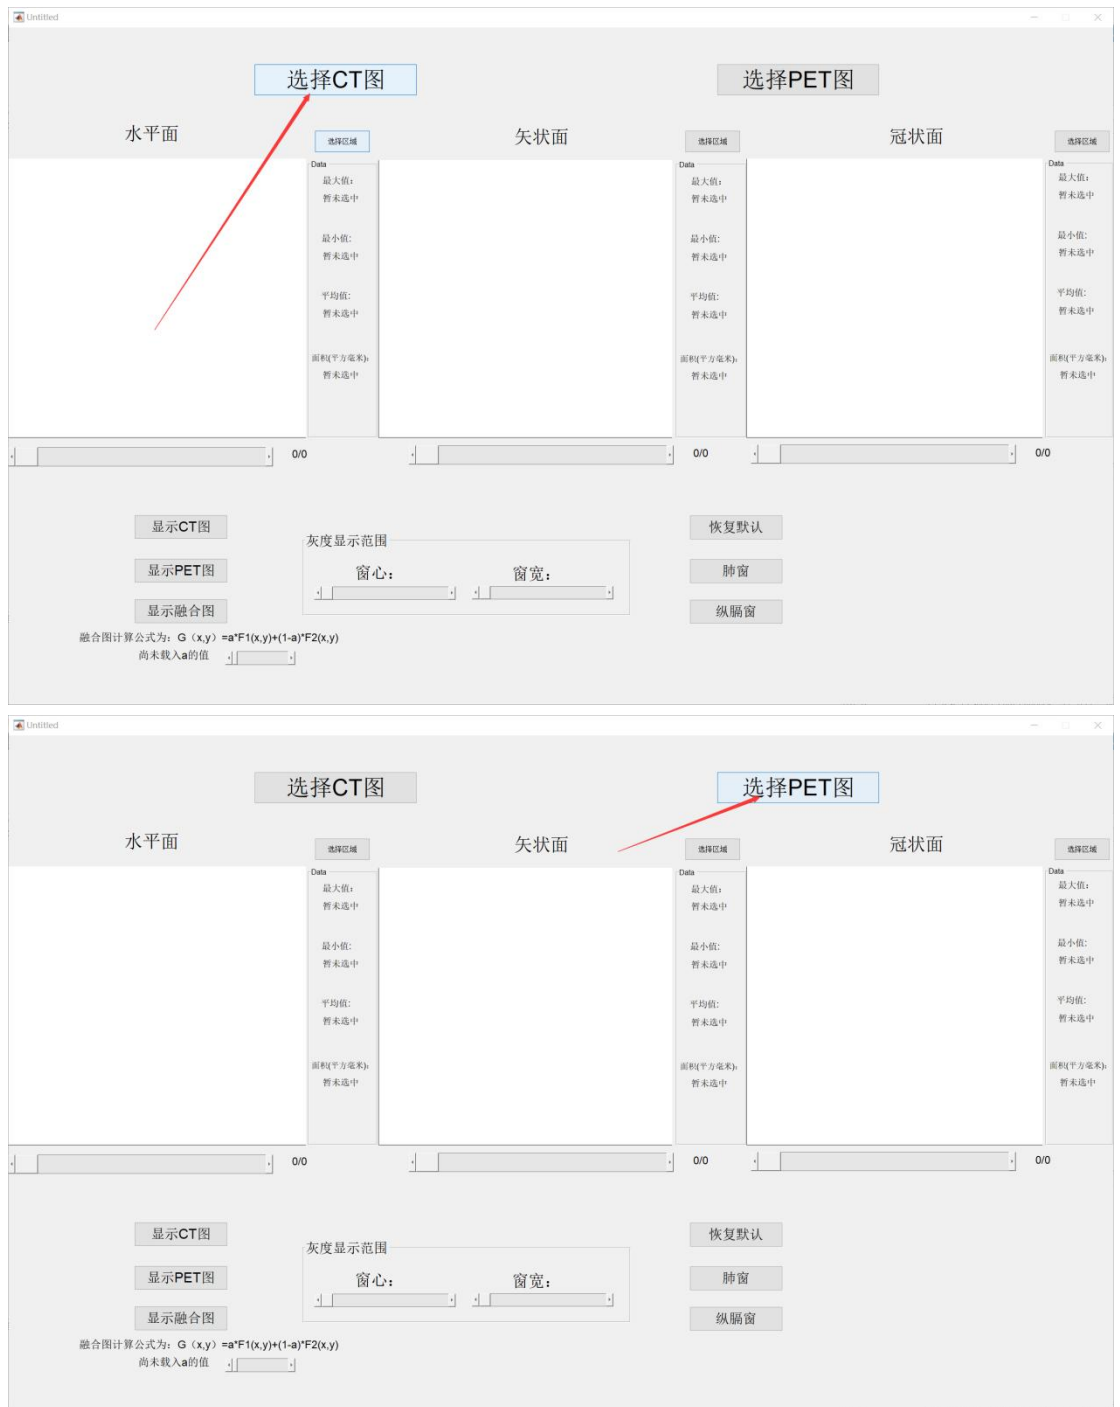 Untitled
选择CT图 选择PET图
水平面 选择区域 矢状面 选择区域 冠状面 选择区域
Data Data Data
最大值: 最大值: 最大值:
暂未选中 暂未选中 暂未选中
最小值: 最小值: 最小值:
暂未选中 暂未选中 暂未选中
平均值: 平均值: 平均值:
暂未选中 暂未选中 暂未选中
面积(平方毫米): 面积(平方毫米): 面积(平方毫米):
暂未选中 暂未选中 暂未选中
0/0 0/0 0/0
显示CT图 灰度显示范围 恢复默认
显示PET图 窗心: 窗宽: 肺窗
显示融合图 纵膈窗
融合图计算公式为: G（x,y）=a*F1(x,y)+(1-a)*F2(x,y)
尚未载入a的值
Untitled
选择CT图 选择PET图
水平面 选择区域 矢状面 选择区域 冠状面 选择区域
Data Data Data
最大值: 最大值: 最大值:
暂未选中 暂未选中 暂未选中
最小值: 最小值: 最小值:
暂未选中 暂未选中 暂未选中
平均值: 平均值: 平均值:
暂未选中 暂未选中 暂未选中
面积(平方毫米): 面积(平方毫米): 面积(平方毫米):
暂未选中 暂未选中 暂未选中
0/0 0/0 0/0
显示CT图 灰度显示范围 恢复默认
显示PET图 窗心: 窗宽: 肺窗
显示融合图 纵膈窗
融合图计算公式为: G（x,y）=a*F1(x,y)+(1-a)*F2(x,y)
尚未载入a的值